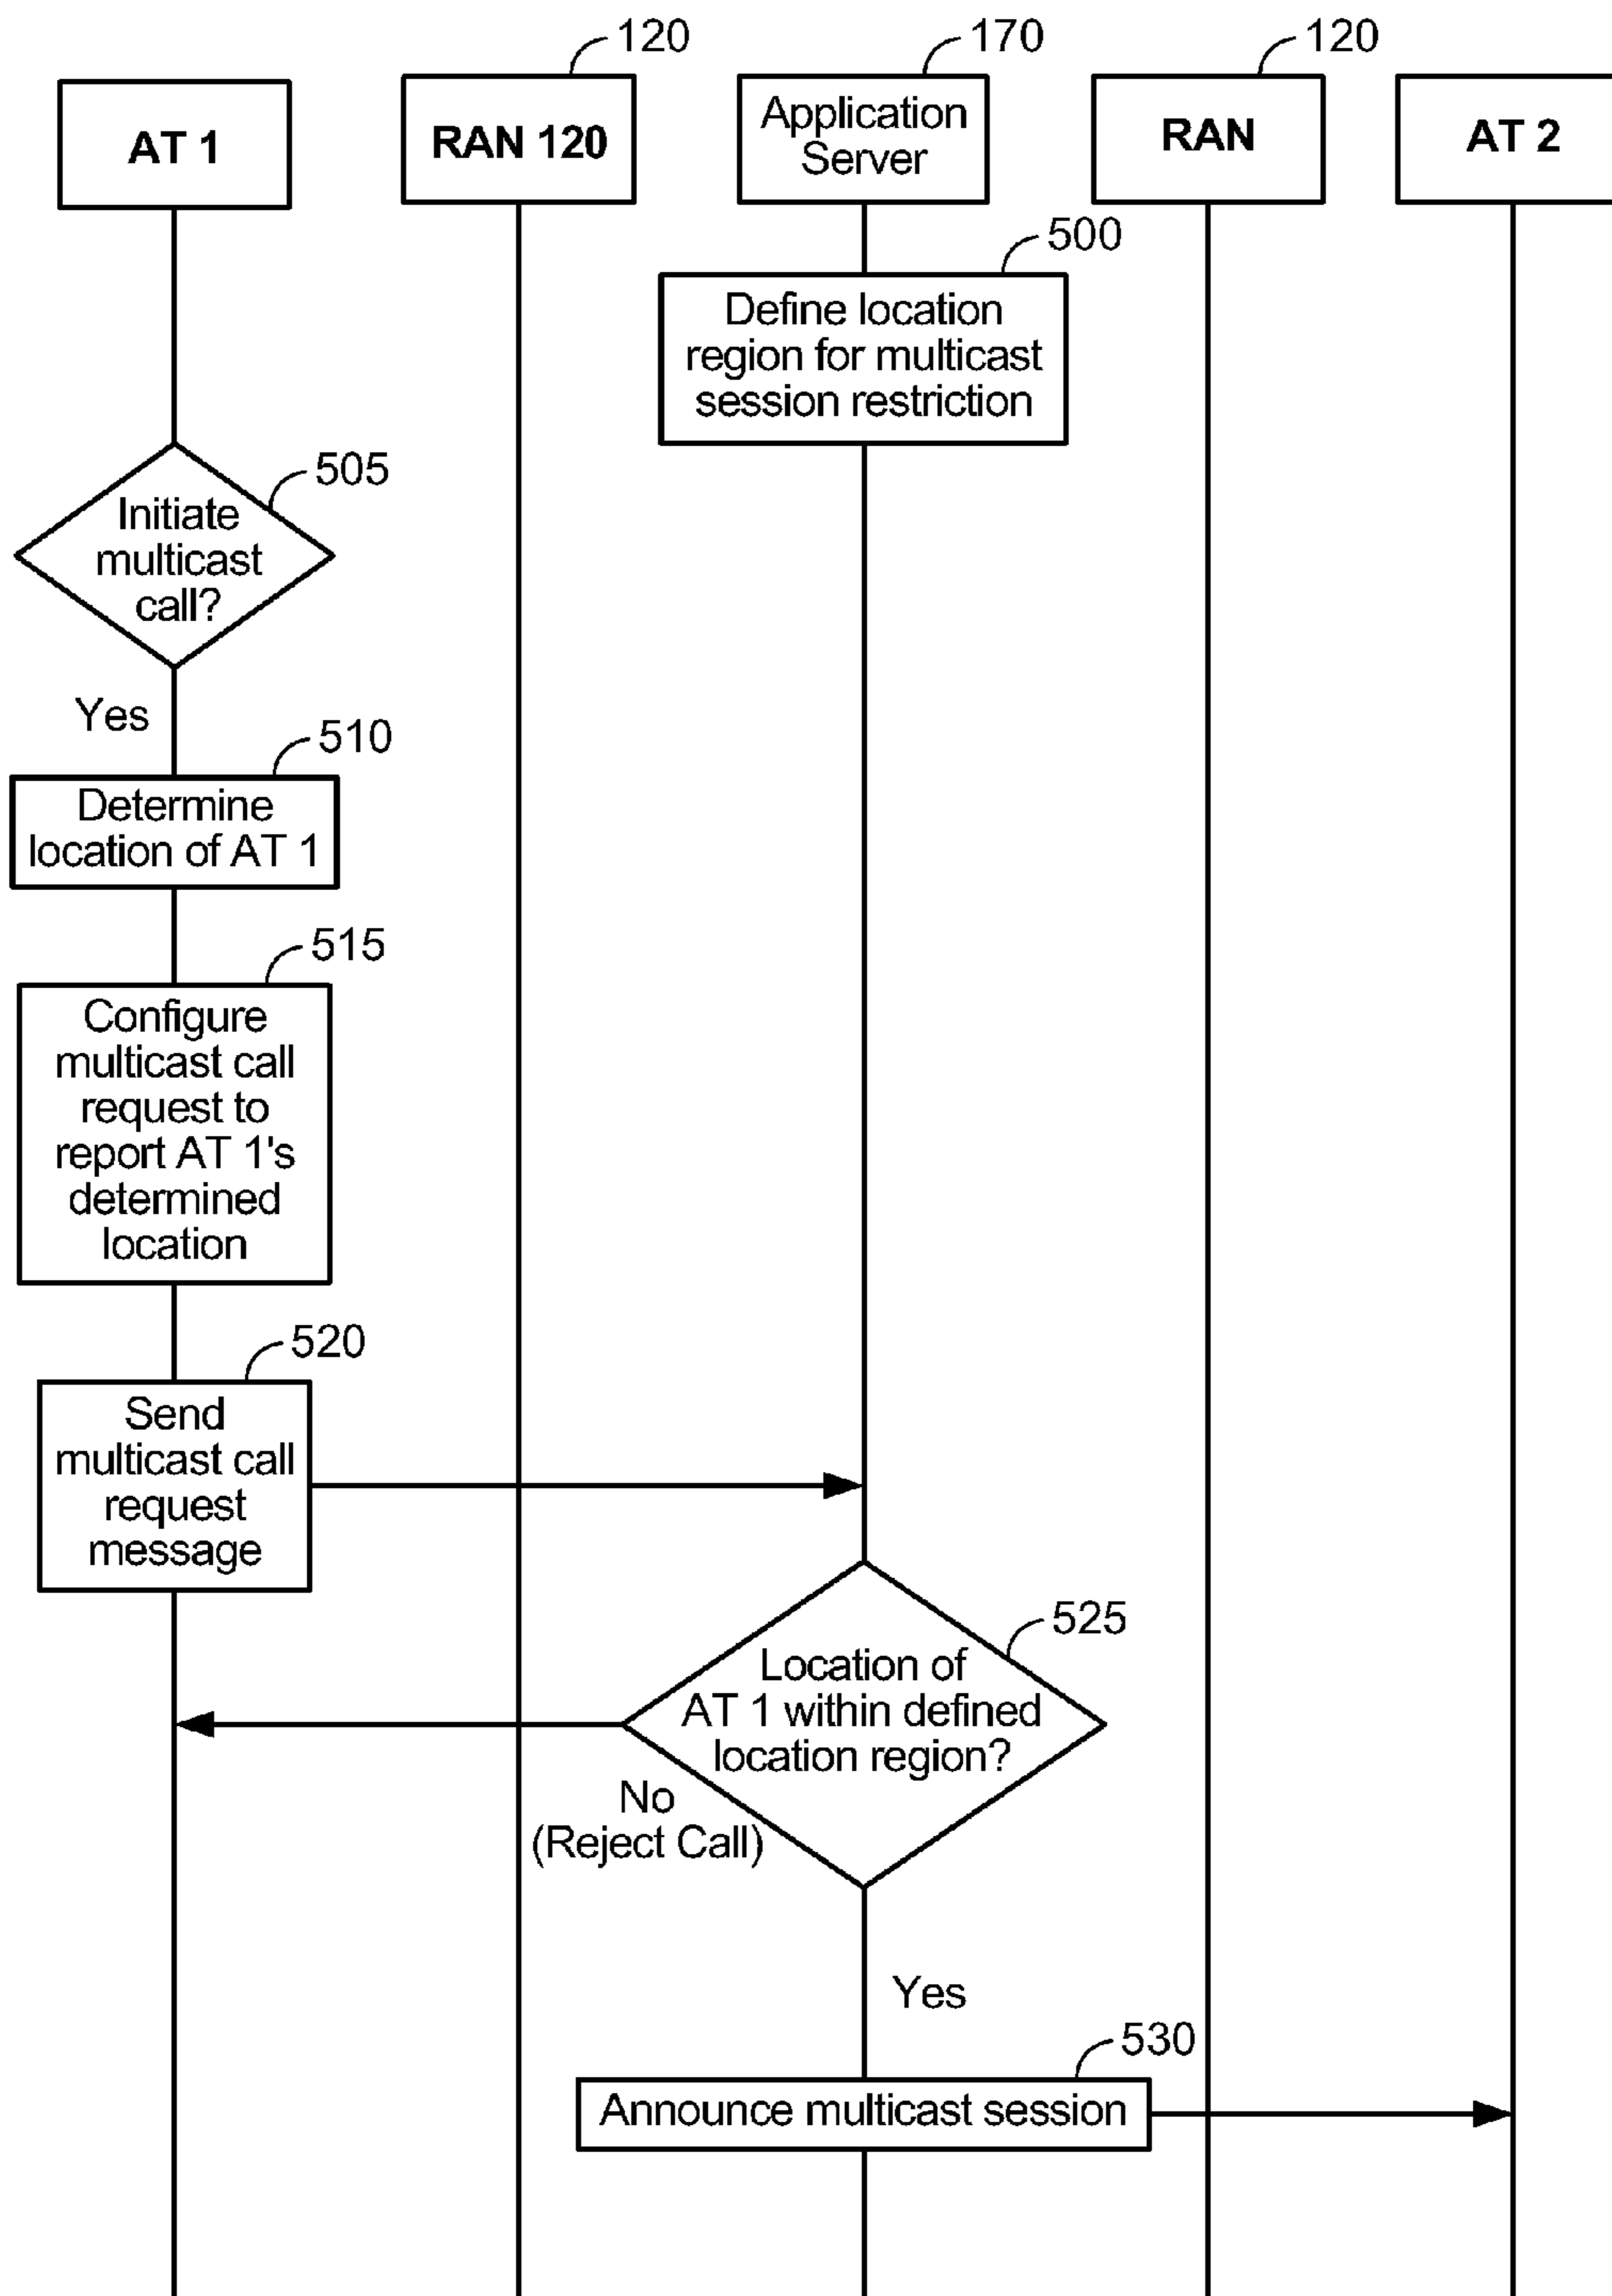 120
170
120
AT 1
RAN 120
Application
Server
RAN
AT 2
500
Define location
region for multicast
session restriction
505
Initiate
multicast
call?
Yes
510
Determine
location of AT 1
515
Configure
multicast call
request to
report AT 1's
determined
location
520
Send
multicast call
request
message
525
Location of
AT 1 within defined
location region?
No
(Reject Call)
Yes
530
Announce multicast session